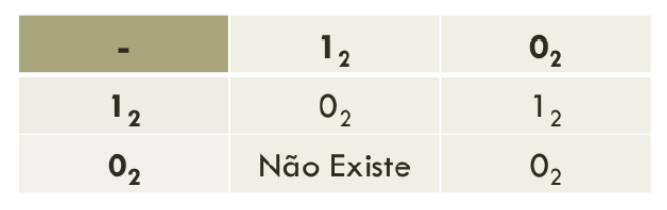 - 1₂ 0₂
1₂ 0₂ 1₂
0₂ Não Existe 0₂